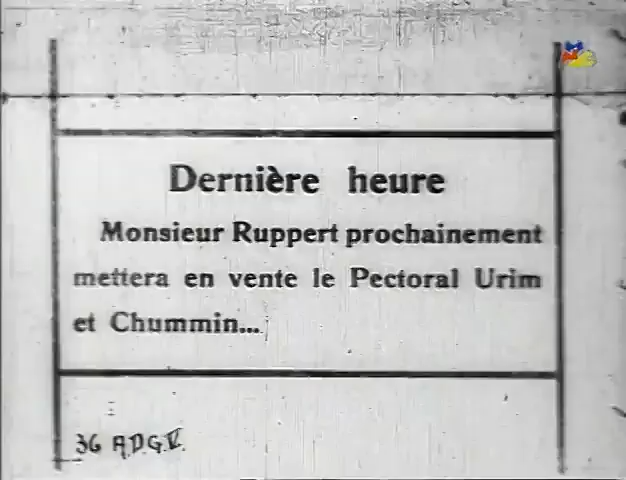 Dernière heure
Monsieur Ruppert prochainement
mettera en vente le Pectoral Urim
et Chummin...
36 A.D.G.V.